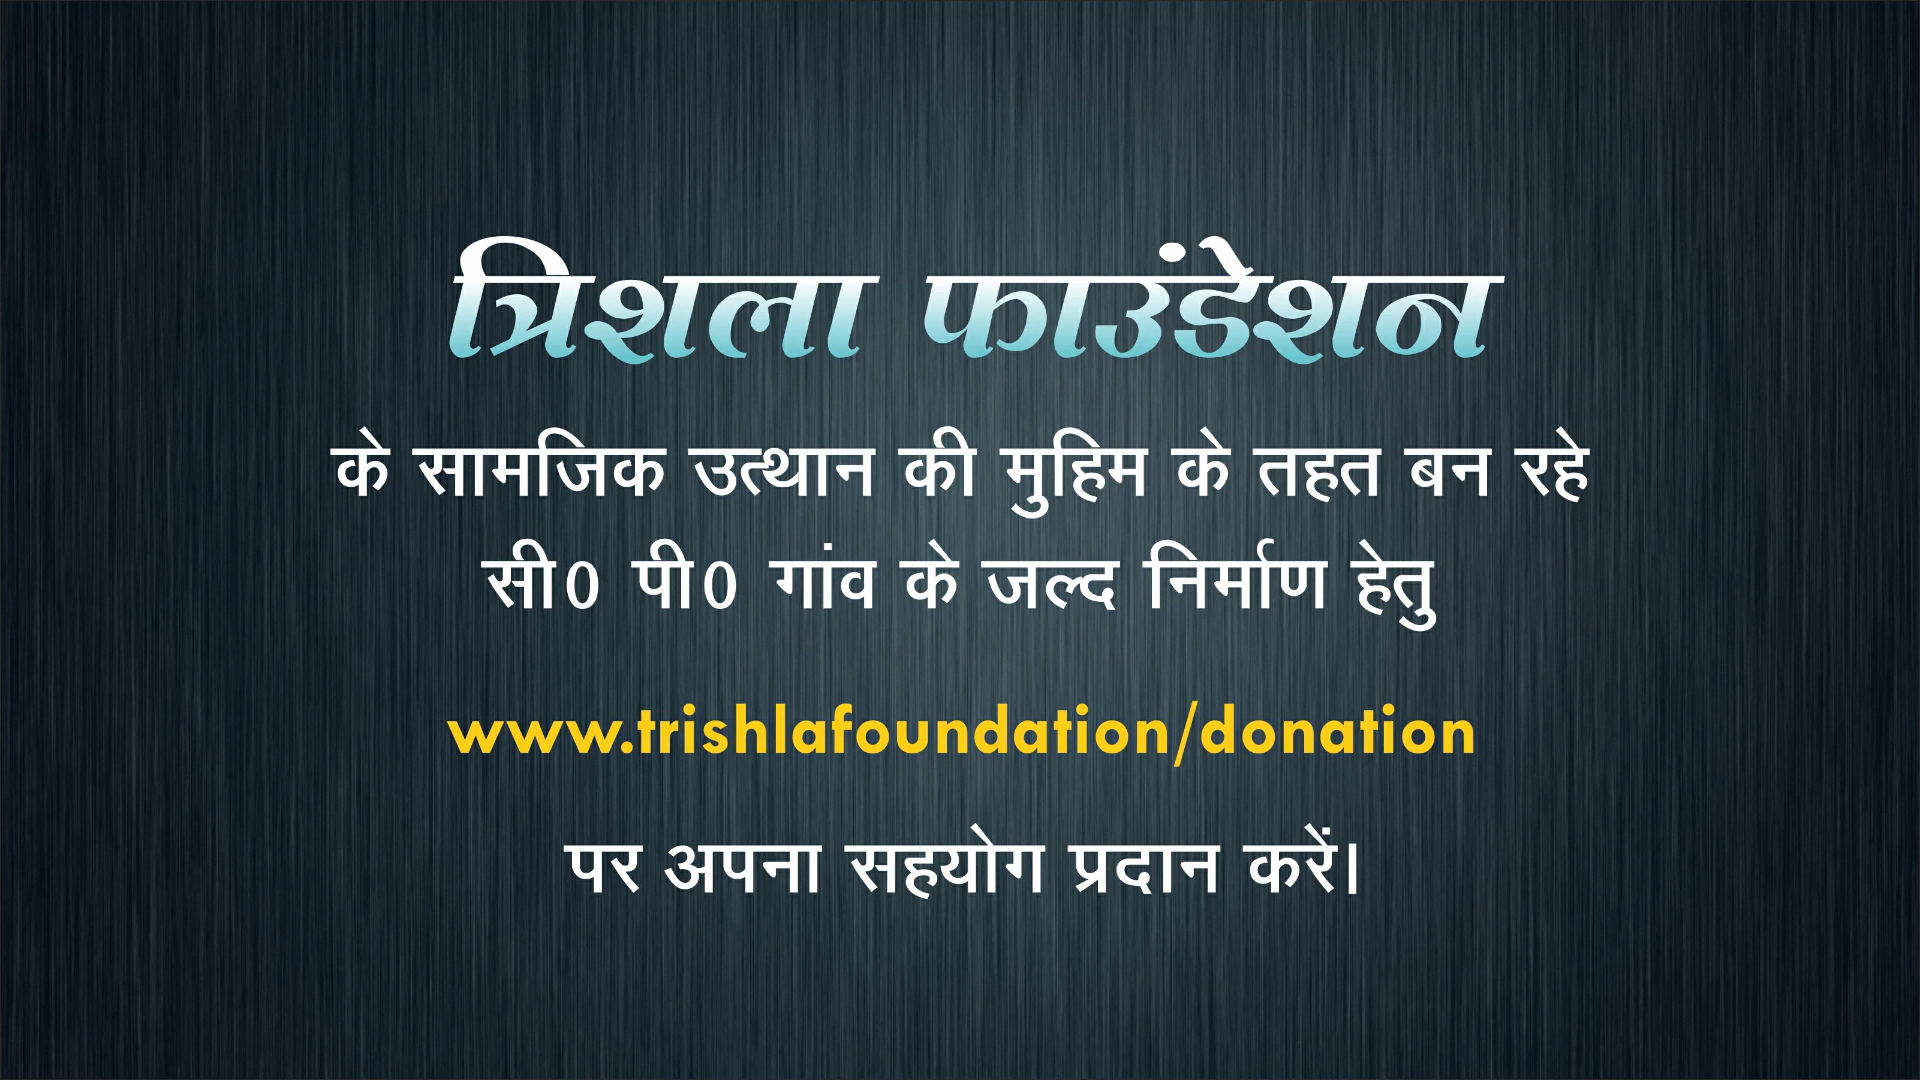 त्रिशला फाउंडेशन
के सामजिक उत्थान की मुहिम के तहत बन रहे
सी0 पी0 गांव के जल्द निर्माण हेतु
www.trishlafoundation/donation
पर अपना सहयोग प्रदान करें।